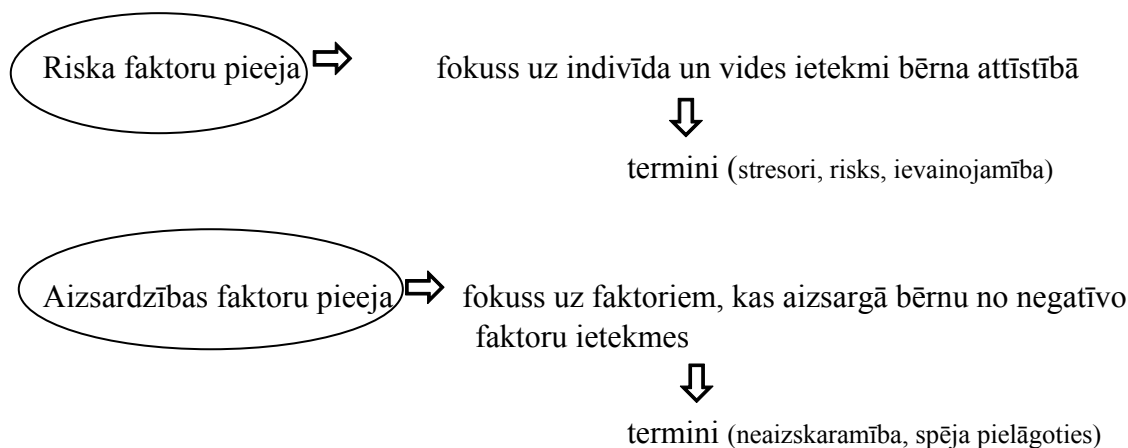 Riska faktoru pieeja fokuss uz indivīda un vides ietekmi bērna attīstībā
termini (stresori, risks, ievainojamība)
Aizsardzības faktoru pieeja fokuss uz faktoriem, kas aizsargā bērnu no negatīvo
faktoru ietekmes
termini (neaizskaramība, spēja pielāgoties)